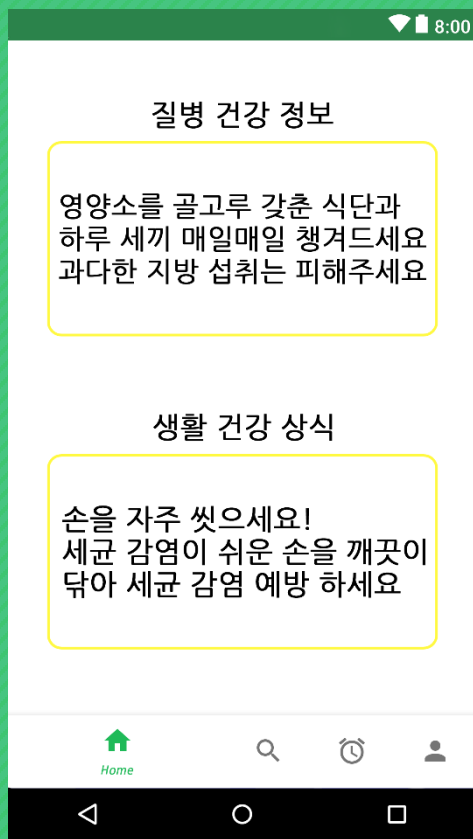 8:00
질병 건강 정보
영양소를 골고루 갖춘 식단과
하루 세끼 매일매일 챙겨드세요
과다한 지방 섭취는 피해주세요
생활 건강 상식
손을 자주 씻으세요!
세균 감염이 쉬운 손을 깨끗이
닦아 세균 감염 예방 하세요
Home